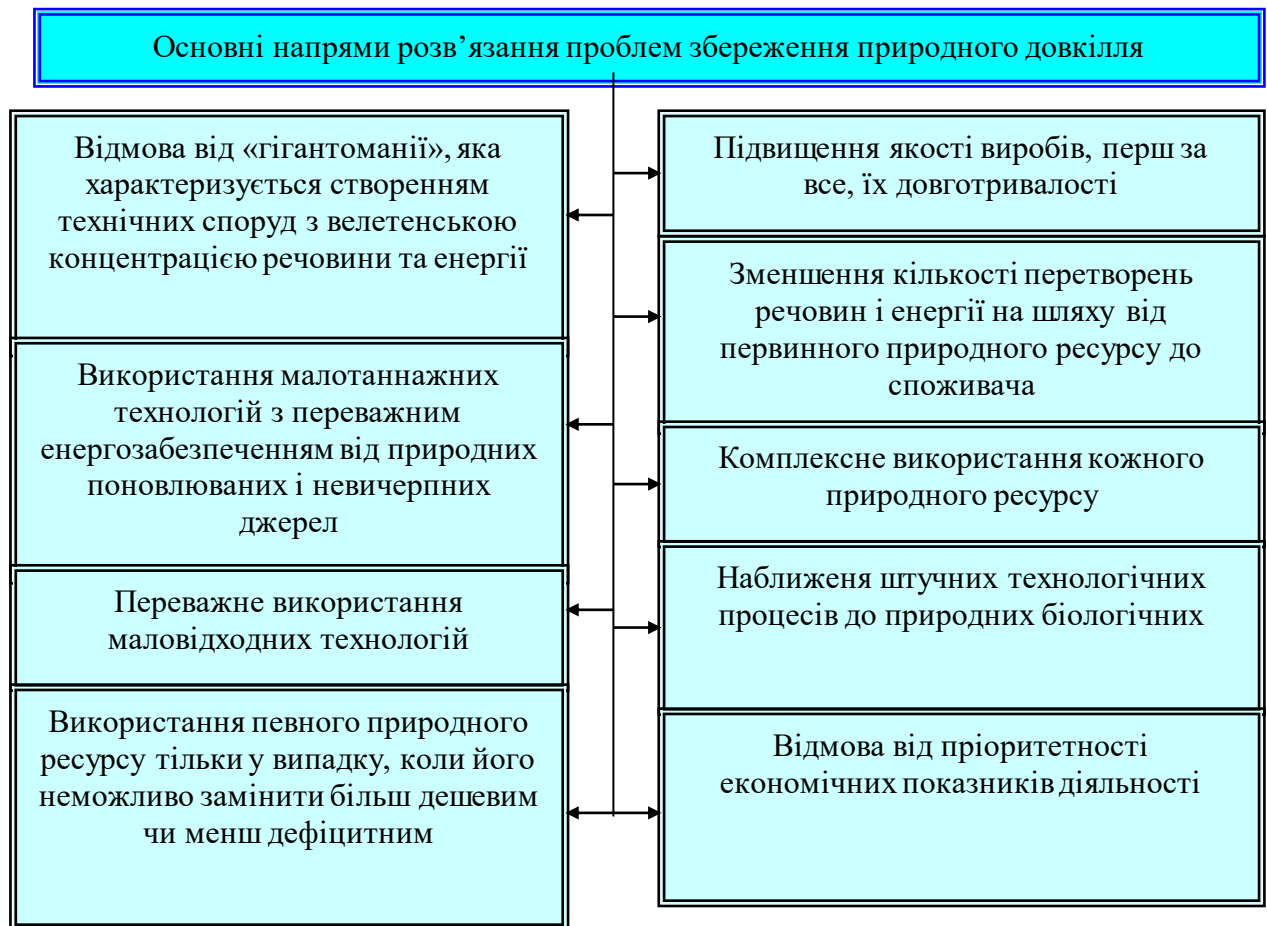 Основні напрями розв’язання проблем збереження природного довкілля
Відмова від «гігантоманії», яка
характеризується створенням
технічних споруд з велетенською
концентрацією речовини та енергії
Використання малотаннажних
технологій з переважним
енергозабезпеченням від природних
поновлюваних і невичерпних
джерел
Переважне використання
маловідходних технологій
Використання певного природного
ресурсу тільки у випадку, коли його
неможливо замінити більш дешевим
чи менш дефіцитним
Підвищення якості виробів, перш за
все, їх довготривалості
Зменшення кількості перетворень
речовин і енергії на шляху від
первинного природного ресурсу до
споживача
Комплексне використання кожного
природного ресурсу
Наближеня штучних технологічних
процесів до природних біологічних
Відмова від пріоритетності
економічних показників діяльності